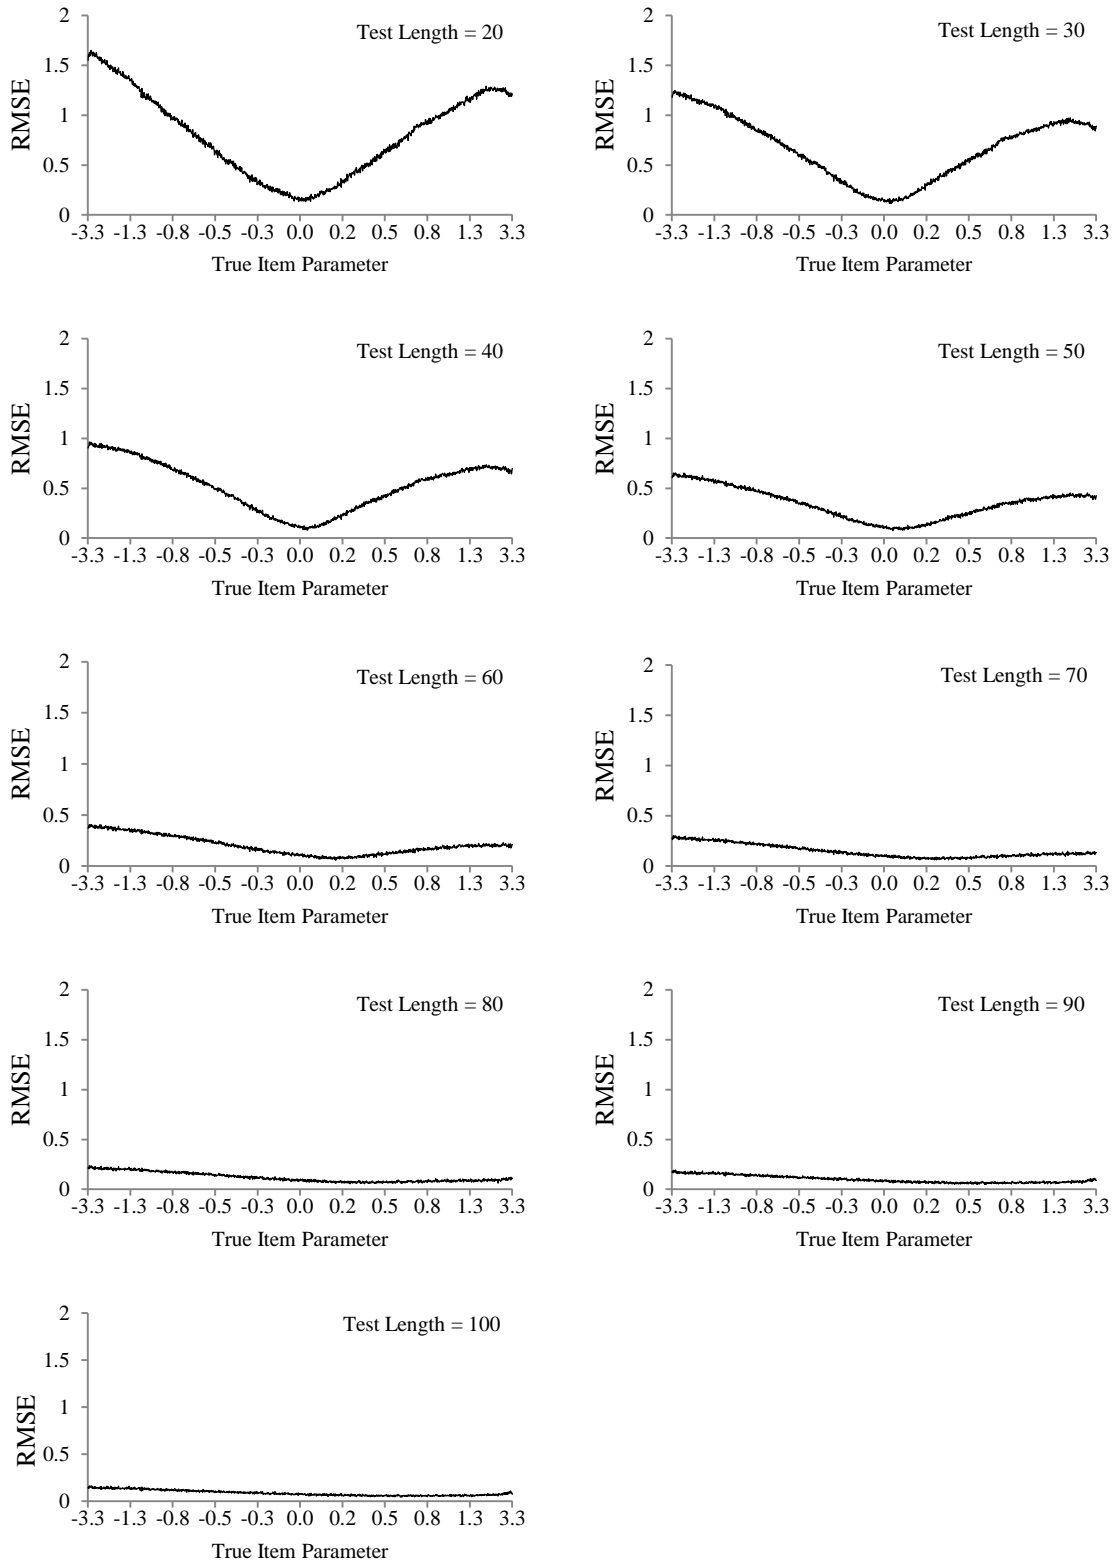 Test Length = 20
2
1.5
1
0.5
0
RMSE
-3.3 -1.3 -0.8 -0.5 -0.3 0.0 0.2 0.5 0.8 1.3 3.3
True Item Parameter
Test Length = 30
2
1.5
1
0.5
0
RMSE
-3.3 -1.3 -0.8 -0.5 -0.3 0.0 0.2 0.5 0.8 1.3 3.3
True Item Parameter
Test Length = 40
2
1.5
1
0.5
0
RMSE
-3.3 -1.3 -0.8 -0.5 -0.3 0.0 0.2 0.5 0.8 1.3 3.3
True Item Parameter
Test Length = 50
2
1.5
1
0.5
0
RMSE
-3.3 -1.3 -0.8 -0.5 -0.3 0.0 0.2 0.5 0.8 1.3 3.3
True Item Parameter
Test Length = 60
2
1.5
1
0.5
0
RMSE
-3.3 -1.3 -0.8 -0.5 -0.3 0.0 0.2 0.5 0.8 1.3 3.3
True Item Parameter
Test Length = 70
2
1.5
1
0.5
0
RMSE
-3.3 -1.3 -0.8 -0.5 -0.3 0.0 0.2 0.5 0.8 1.3 3.3
True Item Parameter
Test Length = 80
2
1.5
1
0.5
0
RMSE
-3.3 -1.3 -0.8 -0.5 -0.3 0.0 0.2 0.5 0.8 1.3 3.3
True Item Parameter
Test Length = 90
2
1.5
1
0.5
0
RMSE
-3.3 -1.3 -0.8 -0.5 -0.3 0.0 0.2 0.5 0.8 1.3 3.3
True Item Parameter
Test Length = 100
2
1.5
1
0.5
0
RMSE
-3.3 -1.3 -0.8 -0.5 -0.3 0.0 0.2 0.5 0.8 1.3 3.3
True Item Parameter